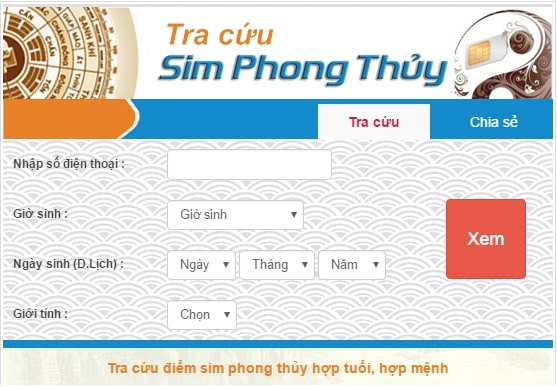 Tra cứu
Sim Phong Thủy
Tra cứu
Chia sẻ
Nhập số điện thoại :
Giờ sinh :
Giờ sinh
Ngày sinh (D.Lịch) :
Ngày
Tháng
Năm
Xem
Giới tính :
Chọn
Tra cứu điểm sim phong thủy hợp tuổi, hợp mệnh